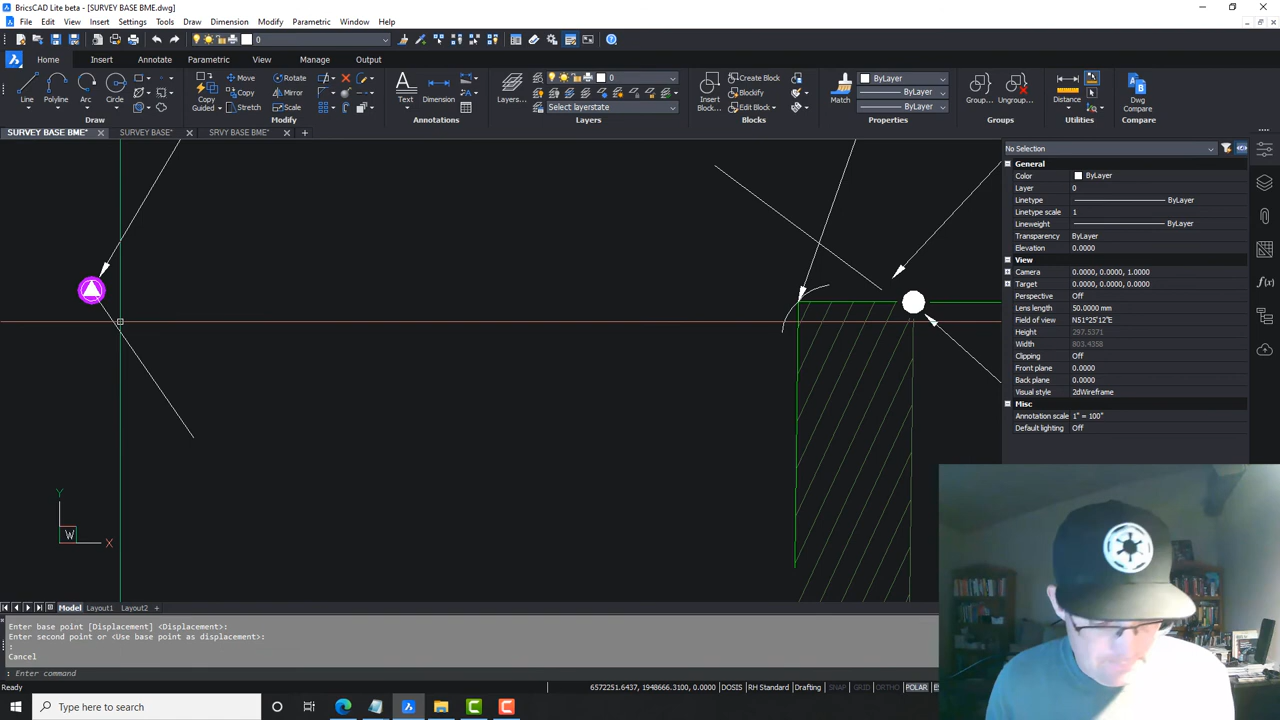 BricsCAD Lite beta - [SURVEY BASE BME.dwg]
File Edit View Insert Settings Tools Draw Dimension Modify Parametric Window Help
0
Home Insert Annotate Parametric View Manage Output
Line Polyline Arc Circle Copy Guided Move Copy Stretch Rotate Mirror Scale Text Dimension Layers... 0 Insert Block... Create Block Blockify Edit Block Match ByLayer Group... Ungroup... Distance Dwg Compare
ByLayer
Select layerstate ByLayer
Draw Modify Annotations Layers Blocks Properties Groups Utilities Compare
SURVEY BASE BME* SURVEY BASE* SRVY BASE BME*
No Selection
General
Color ByLayer
Layer 0
Linetype ByLayer
Linetype scale 1
Lineweight ByLayer
Transparency ByLayer
Elevation 0.0000
View
Camera 0.0000, 0.0000, 1.0000
Target 0.0000, 0.0000, 0.0000
Perspective Off
Lens length 50.0000 mm
Field of view N51°25'12"E
Height 297.5371
Width 803.4358
Clipping Off
Front plane 0.0000
Back plane 0.0000
Visual style 2dWireframe
Misc
Annotation scale 1" = 100'
Default lighting Off
Y
W X
Model Layout1 Layout2 +
Enter base point [Displacement] <Displacement>:
Enter second point or <Use base point as displacement>:
:
Cancel
: Enter command
Ready 6572251.6437, 1948666.3100, 0.0000 DOSIS RH Standard Drafting SNAP GRID ORTHO POLAR
Type here to search